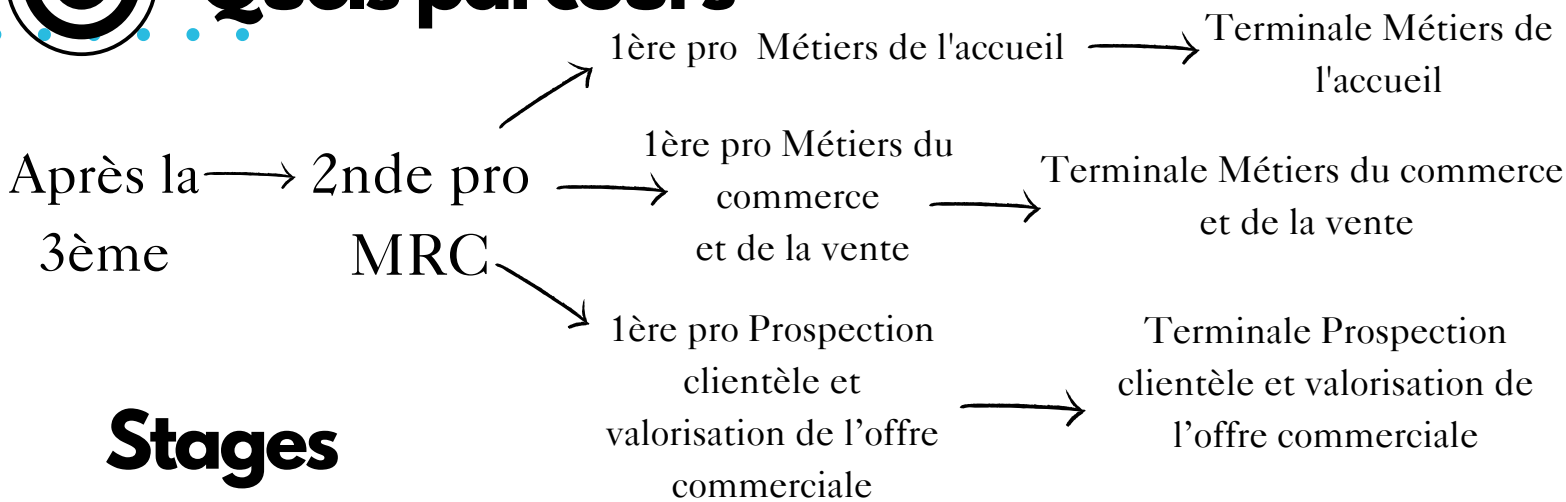 Quels parcours
1ère pro Métiers de l'accueil
Terminale Métiers de
l'accueil
Après la
3ème
2nde pro
MRC
1ère pro Métiers du
commerce
et de la vente
Terminale Métiers du commerce
et de la vente
1ère pro Prospection
clientèle et
valorisation de l’offre
commerciale
Terminale Prospection
clientèle et valorisation de
l’offre commerciale
Stages